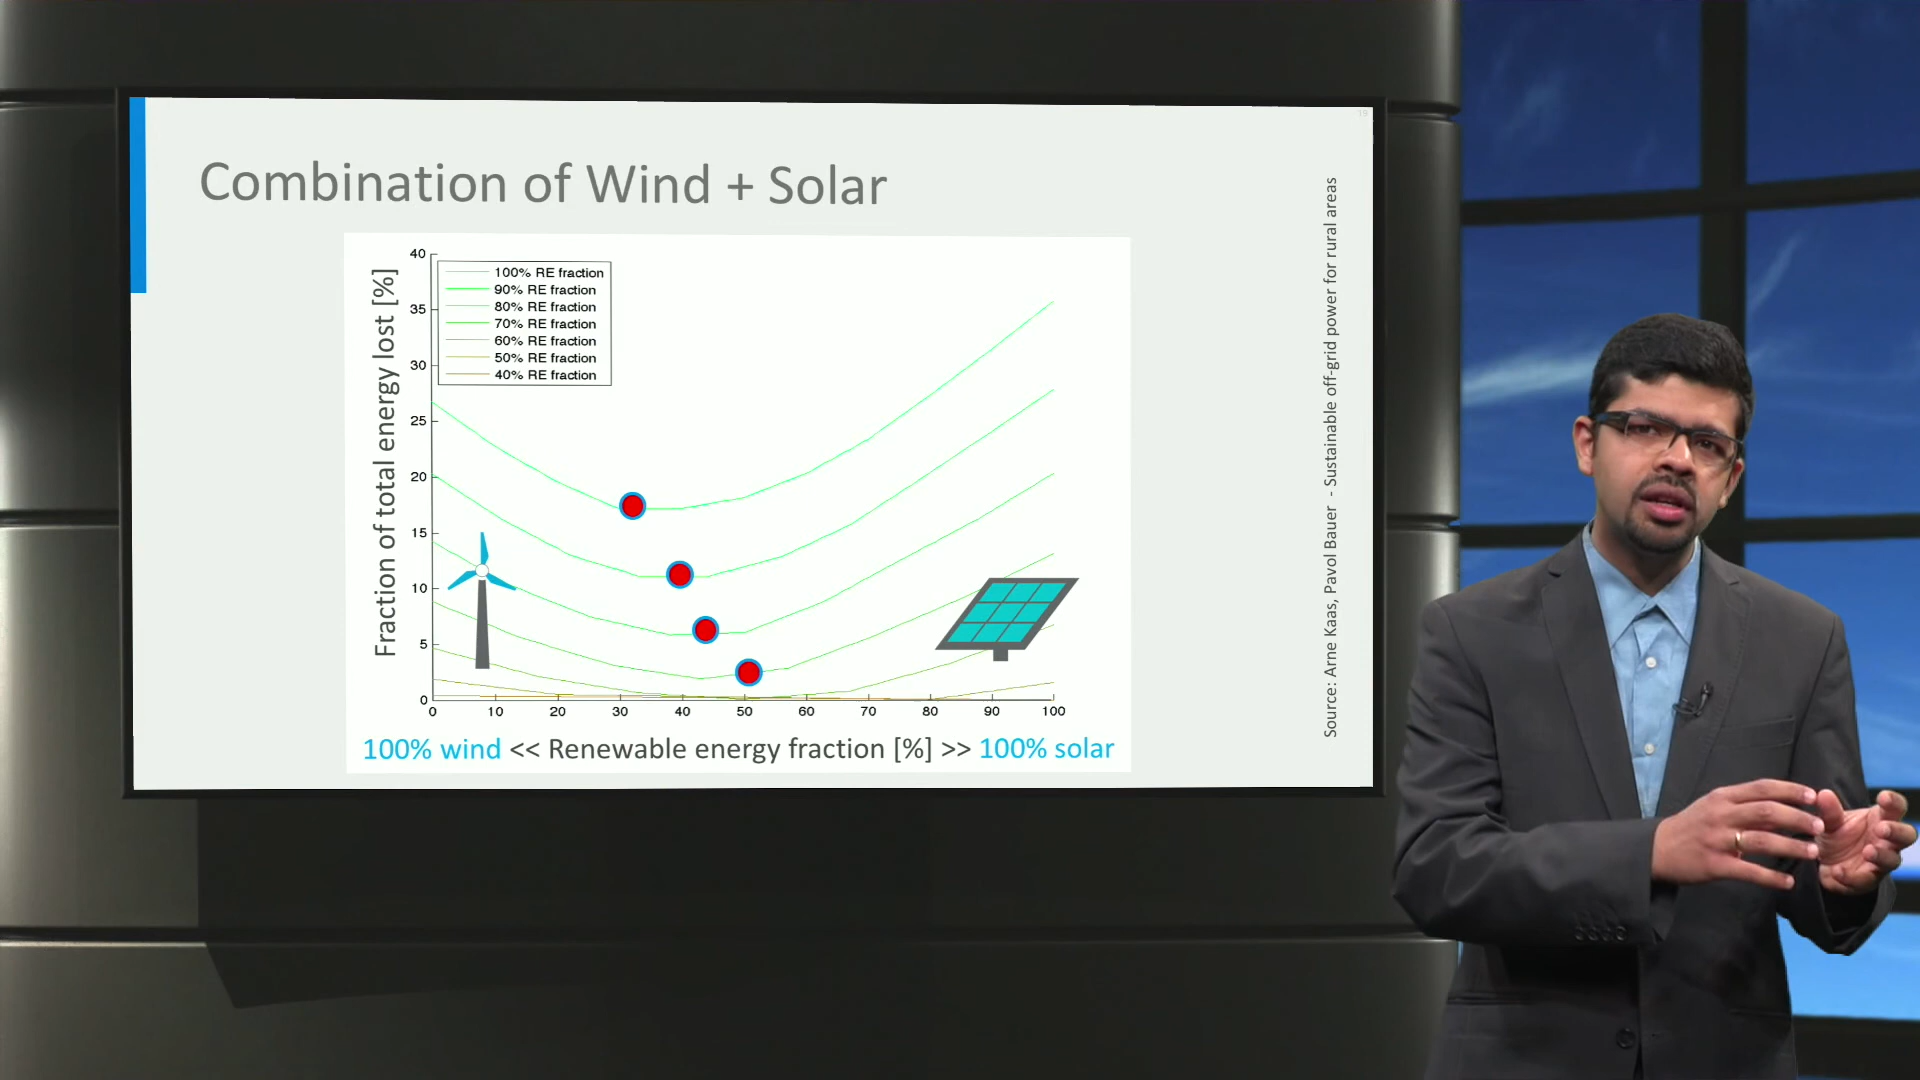 19
Combination of Wind + Solar
Fraction of total energy lost [%]
40
35
30
25
20
15
10
5
0
100% RE fraction
90% RE fraction
80% RE fraction
70% RE fraction
60% RE fraction
50% RE fraction
40% RE fraction
0 10 20 30 40 50 60 70 80 90 100
100% wind << Renewable energy fraction [%] >> 100% solar
Source: Arne Kaas, Pavol Bauer - Sustainable off-grid power for rural areas